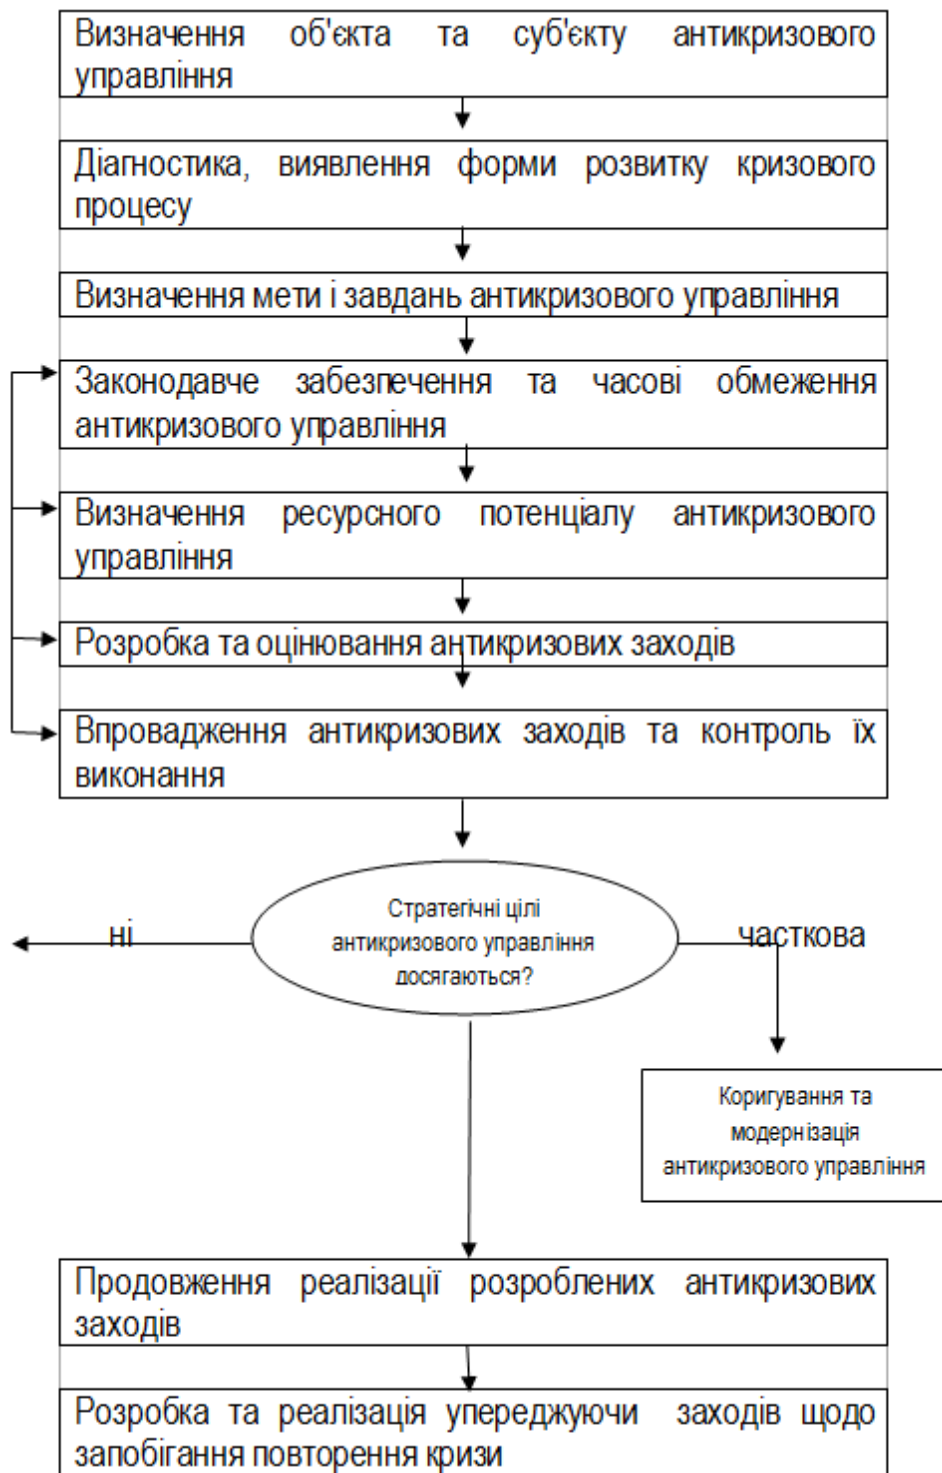 Визначення об'єкта та суб'єкту антикризового
управління
Діагностика, виявлення форми розвитку кризового
процесу
Визначення мети і завдань антикризового управління
Законодавче забезпечення та часові обмеження
антикризового управління
Визначення ресурсного потенціалу антикризового
управління
Розробка та оцінювання антикризових заходів
Впровадження антикризових заходів та контроль їх
виконання
Стратегічні цілі
антикризового управління
досягаються?
ні
часткова
Коригування та
модернізація
антикризового управління
Продовження реалізації розроблених антикризових
заходів
Розробка та реалізація упереджуючи заходів щодо
запобігання повторення кризи